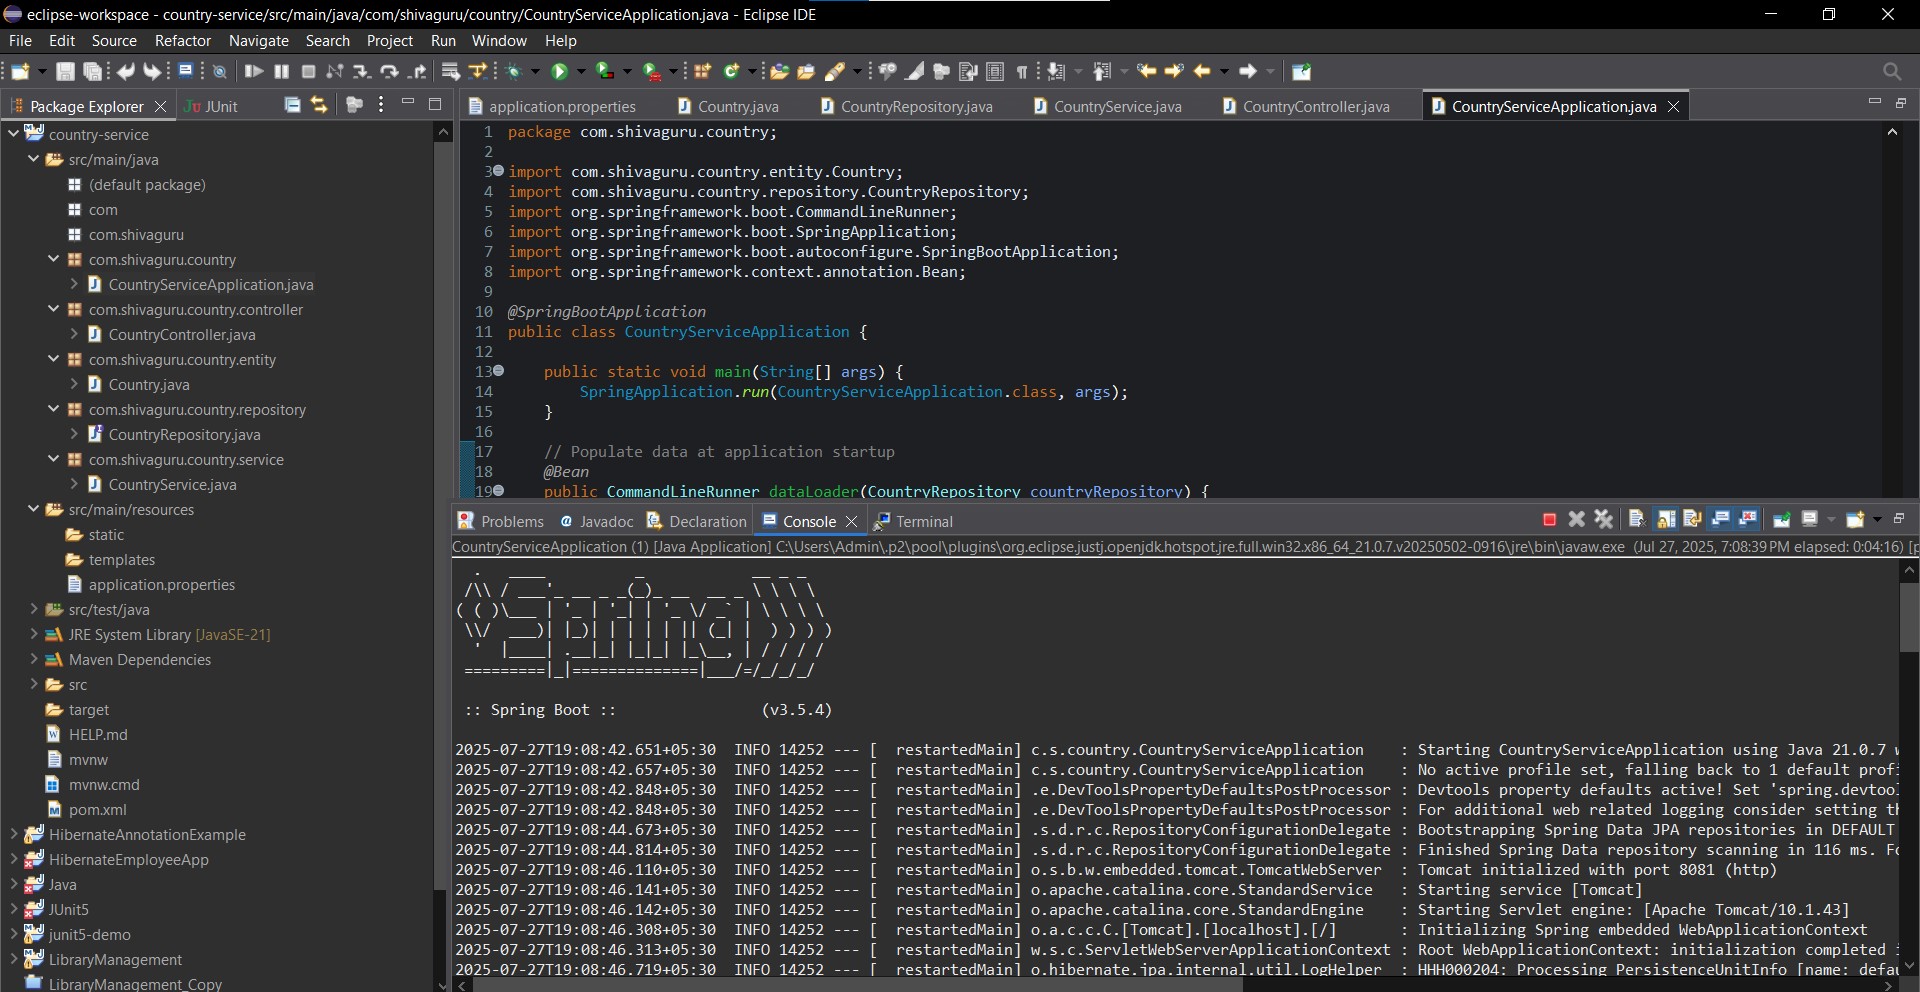 eclipse-workspace - country-service/src/main/java/com/shivaguru/country/CountryServiceApplication.java - Eclipse IDE
File Edit Source Refactor Navigate Search Project Run Window Help
Package Explorer JUnit
country-service
src/main/java
(default package)
com
com.shivaguru
com.shivaguru.country
CountryServiceApplication.java
com.shivaguru.country.controller
CountryController.java
com.shivaguru.country.entity
Country.java
com.shivaguru.country.repository
CountryRepository.java
com.shivaguru.country.service
CountryService.java
src/main/resources
static
templates
application.properties
src/test/java
JRE System Library [JavaSE-21]
Maven Dependencies
src
target
HELP.md
mvnw
mvnw.cmd
pom.xml
HibernateAnnotationExample
HibernateEmployeeApp
Java
JUnit5
junit5-demo
LibraryManagement
LibraryManagement_Copy
application.properties Country.java CountryRepository.java CountryService.java CountryController.java CountryServiceApplication.java
1 package com.shivaguru.country;
2
3 import com.shivaguru.country.entity.Country;
4 import com.shivaguru.country.repository.CountryRepository;
5 import org.springframework.boot.CommandLineRunner;
6 import org.springframework.boot.SpringApplication;
7 import org.springframework.boot.autoconfigure.SpringBootApplication;
8 import org.springframework.context.annotation.Bean;
9
10 @SpringBootApplication
11 public class CountryServiceApplication {
12
13     public static void main(String[] args) {
14         SpringApplication.run(CountryServiceApplication.class, args);
15     }
16
17     // Populate data at application startup
18     @Bean
19     public CommandLineRunner dataLoader(CountryRepository countryRepository) {
Problems Javadoc Declaration Console Terminal
CountryServiceApplication (1) [Java Application] C:\Users\Admin\.p2\pool\plugins\org.eclipse.justj.openjdk.hotspot.jre.full.win32.x86_64_21.0.7.v20250502-0916\jre\bin\javaw.exe (Jul 27, 2025, 7:08:39 PM elapsed: 0:04:16) [p
Spring
:: Spring Boot :: (v3.5.4)
2025-07-27T19:08:42.651+05:30 INFO 14252 --- [ restartedMain] c.s.country.CountryServiceApplication : Starting CountryServiceApplication using Java 21.0.7 w
2025-07-27T19:08:42.657+05:30 INFO 14252 --- [ restartedMain] c.s.country.CountryServiceApplication : No active profile set, falling back to 1 default profi
2025-07-27T19:08:42.848+05:30 INFO 14252 --- [ restartedMain] .e.DevToolsPropertyDefaultsPostProcessor : Devtools property defaults active! Set 'spring.devtool
2025-07-27T19:08:42.848+05:30 INFO 14252 --- [ restartedMain] .e.DevToolsPropertyDefaultsPostProcessor : For additional web related logging consider setting th
2025-07-27T19:08:44.673+05:30 INFO 14252 --- [ restartedMain] .s.d.r.c.RepositoryConfigurationDelegate : Bootstrapping Spring Data JPA repositories in DEFAULT
2025-07-27T19:08:44.814+05:30 INFO 14252 --- [ restartedMain] .s.d.r.c.RepositoryConfigurationDelegate : Finished Spring Data repository scanning in 116 ms. Fo
2025-07-27T19:08:46.110+05:30 INFO 14252 --- [ restartedMain] o.s.b.w.embedded.tomcat.TomcatWebServer : Tomcat initialized with port 8081 (http)
2025-07-27T19:08:46.141+05:30 INFO 14252 --- [ restartedMain] o.apache.catalina.core.StandardService : Starting service [Tomcat]
2025-07-27T19:08:46.142+05:30 INFO 14252 --- [ restartedMain] o.apache.catalina.core.StandardEngine : Starting Servlet engine: [Apache Tomcat/10.1.43]
2025-07-27T19:08:46.308+05:30 INFO 14252 --- [ restartedMain] o.a.c.c.C.[Tomcat].[localhost].[/] : Initializing Spring embedded WebApplicationContext
2025-07-27T19:08:46.313+05:30 INFO 14252 --- [ restartedMain] w.s.c.ServletWebServerApplicationContext : Root WebApplicationContext: initialization completed i
2025-07-27T19:08:46.719+05:30 INFO 14252 --- [ restartedMain] o.hibernate.jpa.internal.util.LogHelper : HHH000204: Processing PersistenceUnitInfo [name: defau